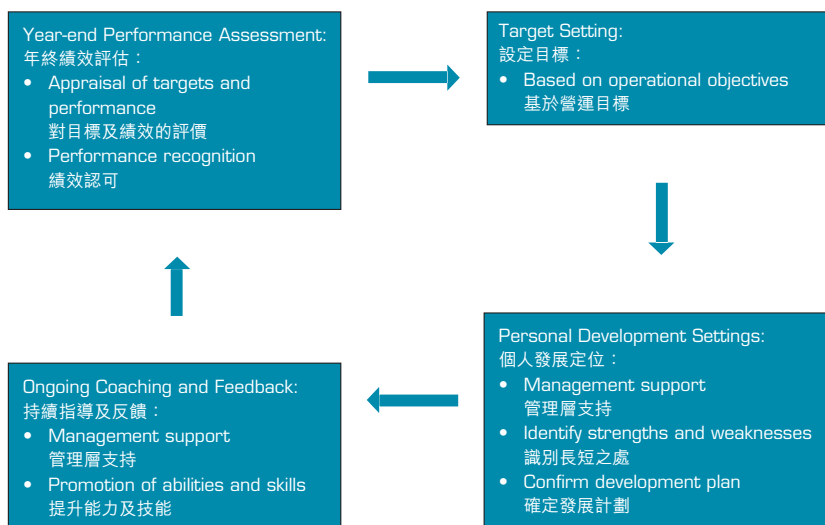 Year-end Performance Assessment:
年終績效評估：
• Appraisal of targets and
performance
對目標及績效的評價
• Performance recognition
績效認可
Target Setting:
設定目標：
• Based on operational objectives
基於營運目標
Personal Development Settings:
個人發展定位：
• Management support
管理層支持
• Identify strengths and weaknesses
識別長短之處
• Confirm development plan
確定發展計劃
Ongoing Coaching and Feedback:
持續指導及反饋：
• Management support
管理層支持
• Promotion of abilities and skills
提升能力及技能